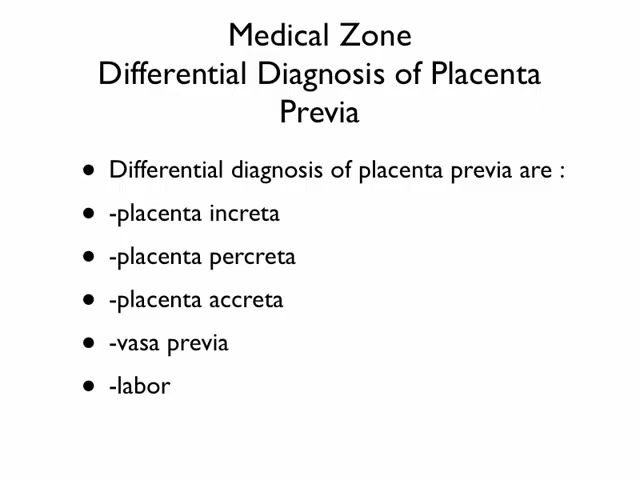 Medical Zone
Differential Diagnosis of Placenta
Previa
• Differential diagnosis of placenta previa are :
• -placenta increta
• -placenta percreta
• -placenta accreta
• -vasa previa
• -labor